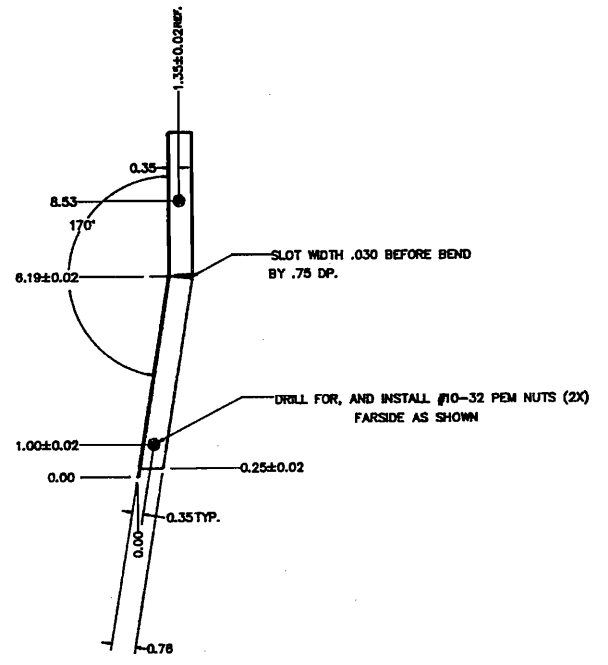 1.35±0.02REF.
0.35
8.53
170°
6.19±0.02
SLOT WIDTH .030 BEFORE BEND
BY .75 DP.
DRILL FOR, AND INSTALL #10-32 PEM NUTS (2X)
FARSIDE AS SHOWN
1.00±0.02
0.25±0.02
0.00
0.35TYP.
0.00
0.76